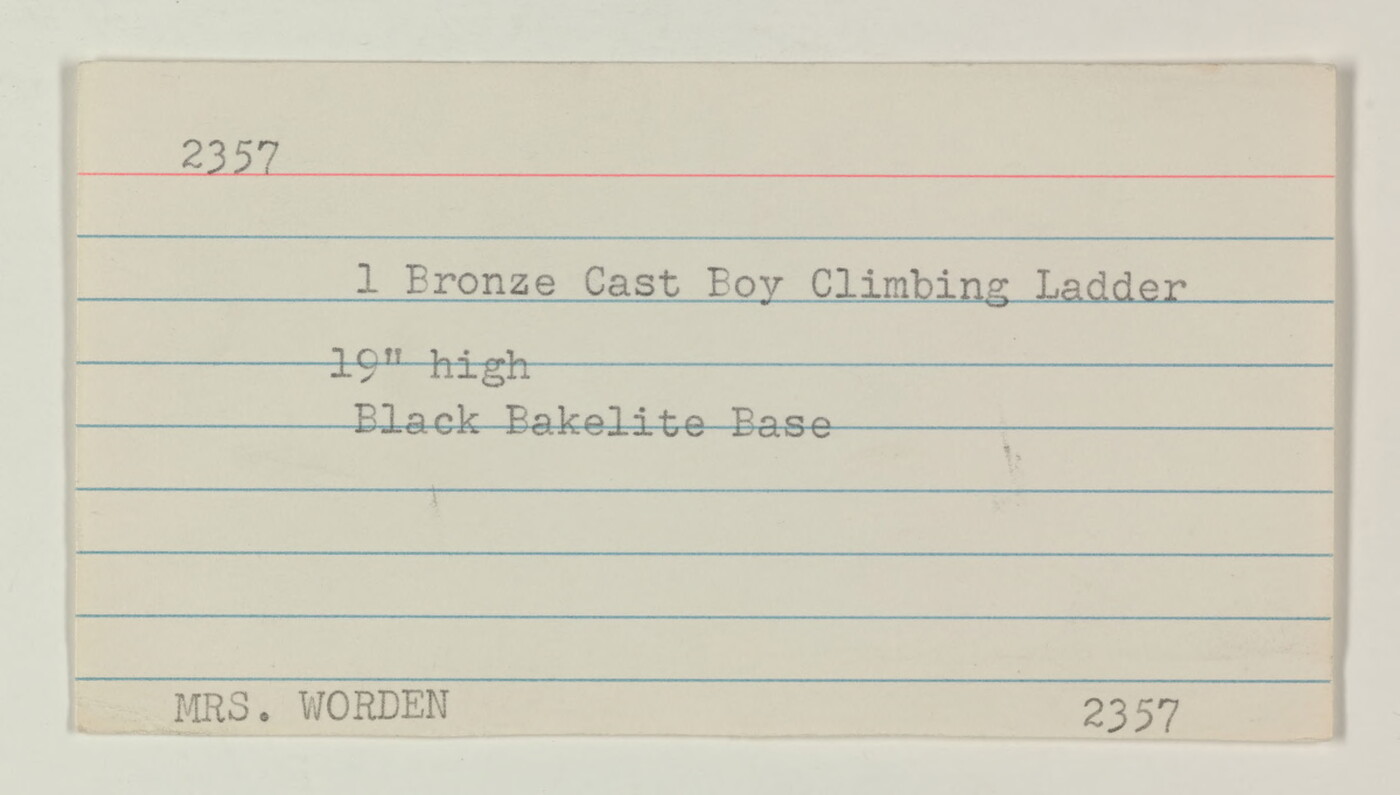 2357
1 Bronze Cast Boy Climbing Ladder
19" high
Black Bakelite Base
MRS. WORDEN 2357